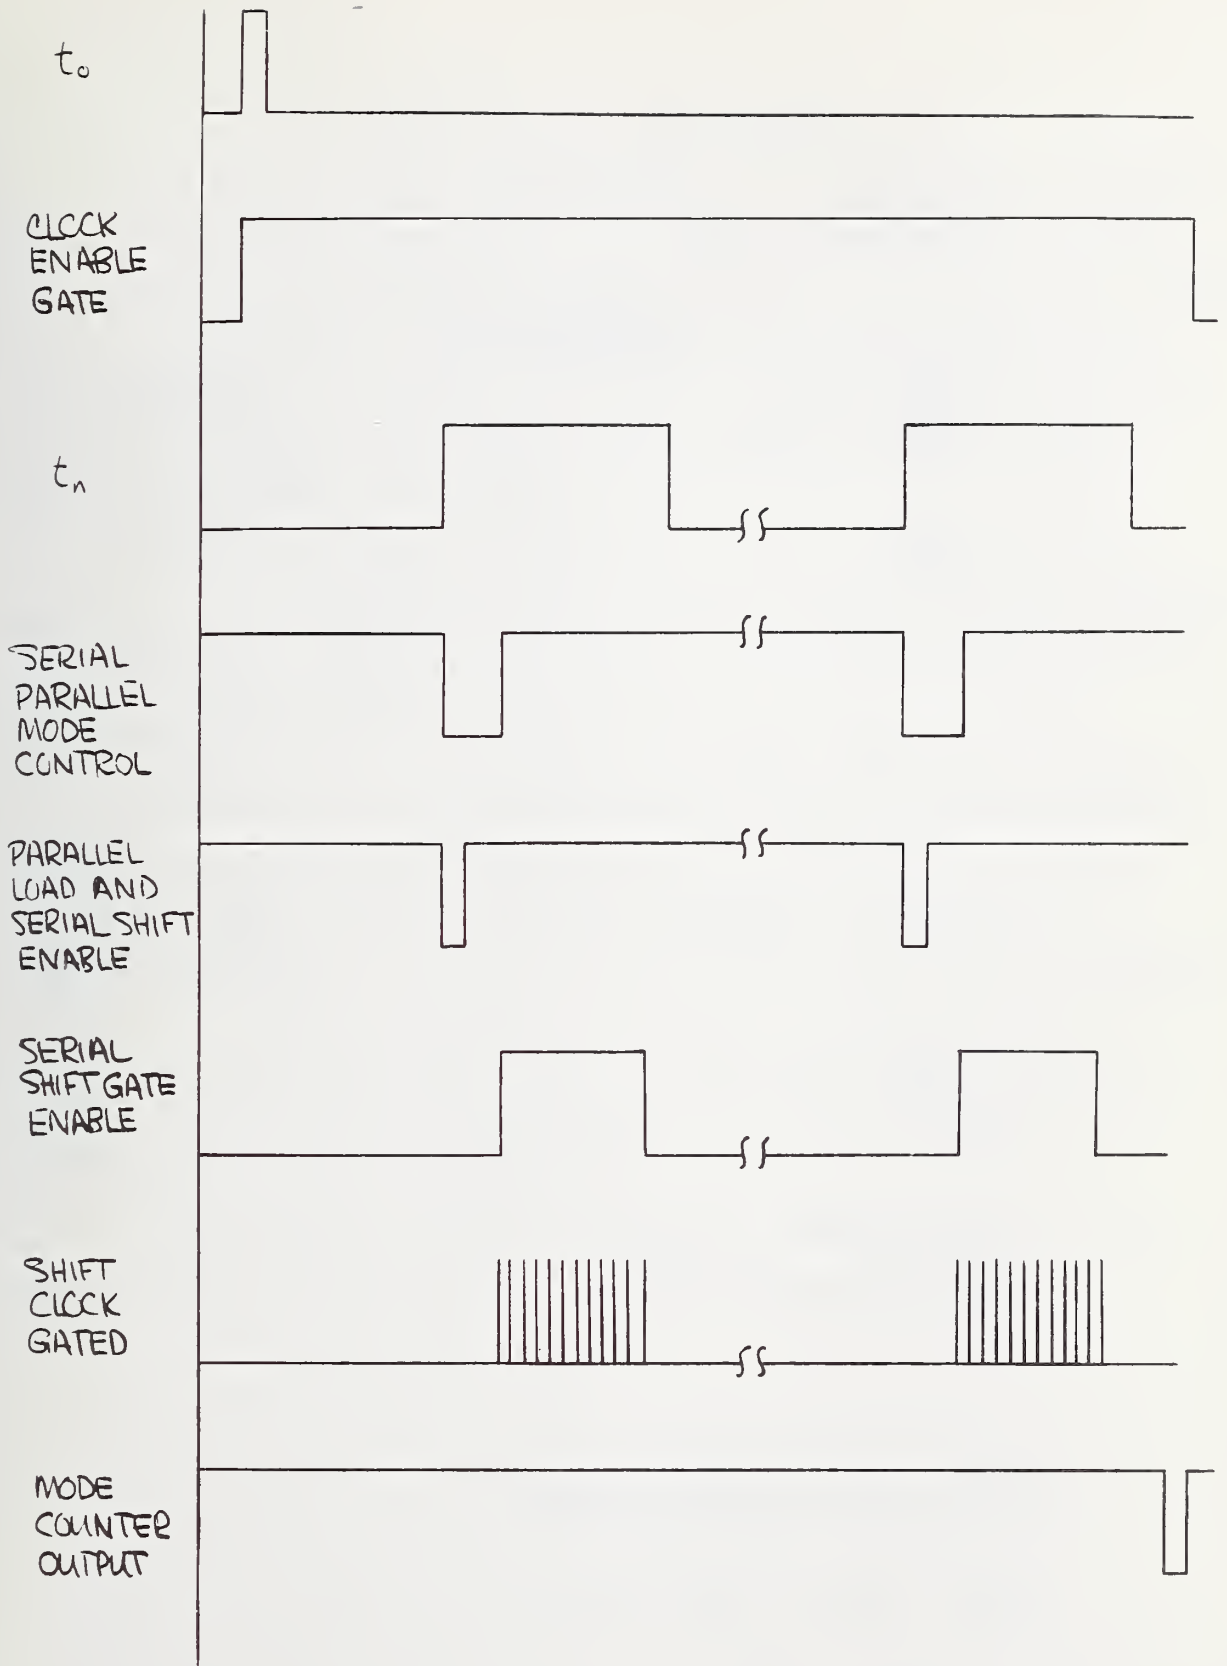 t₀
CLOCK
ENABLE
GATE
tₙ
SERIAL
PARALLEL
MODE
CONTROL
PARALLEL
LOAD AND
SERIAL SHIFT
ENABLE
SERIAL
SHIFT GATE
ENABLE
SHIFT
CLOCK
GATED
MODE
COUNTER
OUTPUT